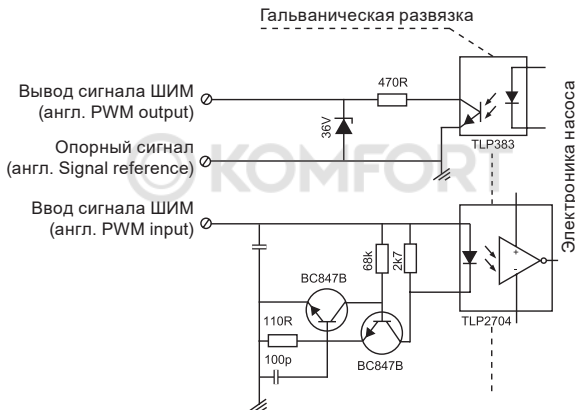 Гальваническая развязка
Вывод сигнала ШИМ
(англ. PWM output)
470R
36V
Опорный сигнал
(англ. Signal reference)
TLP383
KOMFORT
Ввод сигнала ШИМ
(англ. PWM input)
Электроника насоса
68k
2k7
+
-
BC847B
110R
TLP2704
100p
BC847B